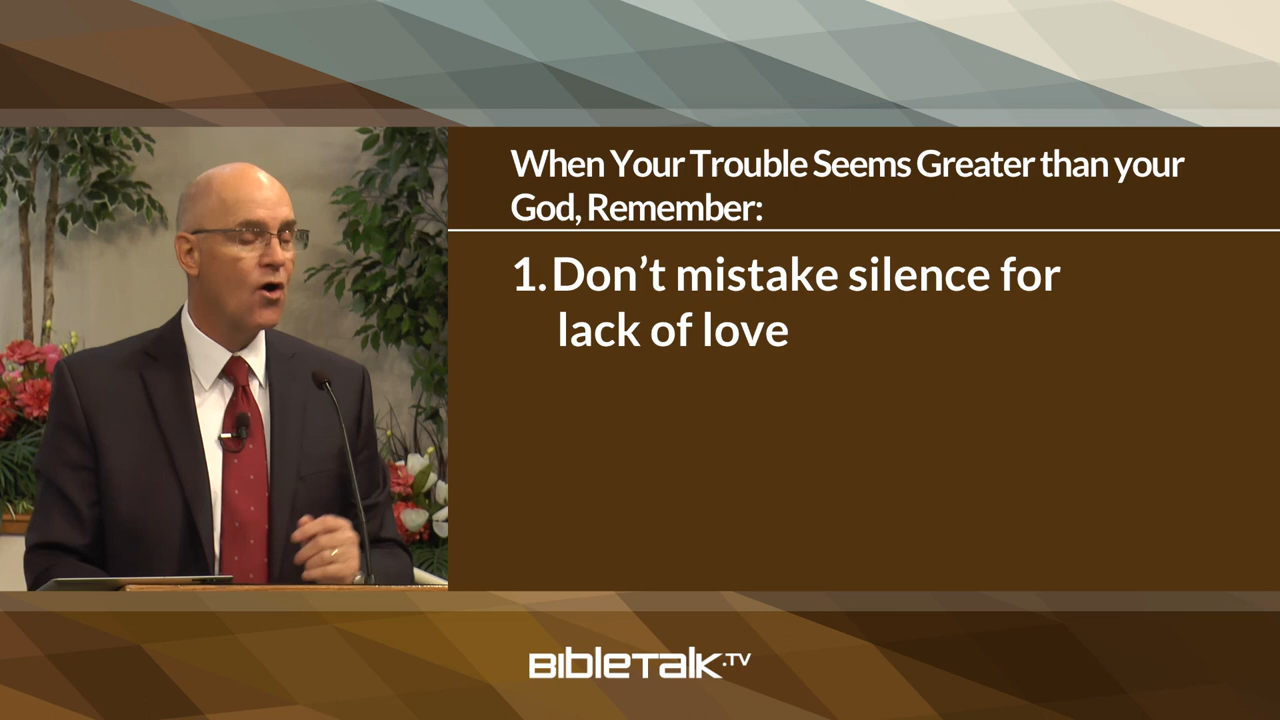 When Your Trouble Seems Greater than your
God, Remember:
1. Don't mistake silence for
lack of love
BIBLETALK.TV